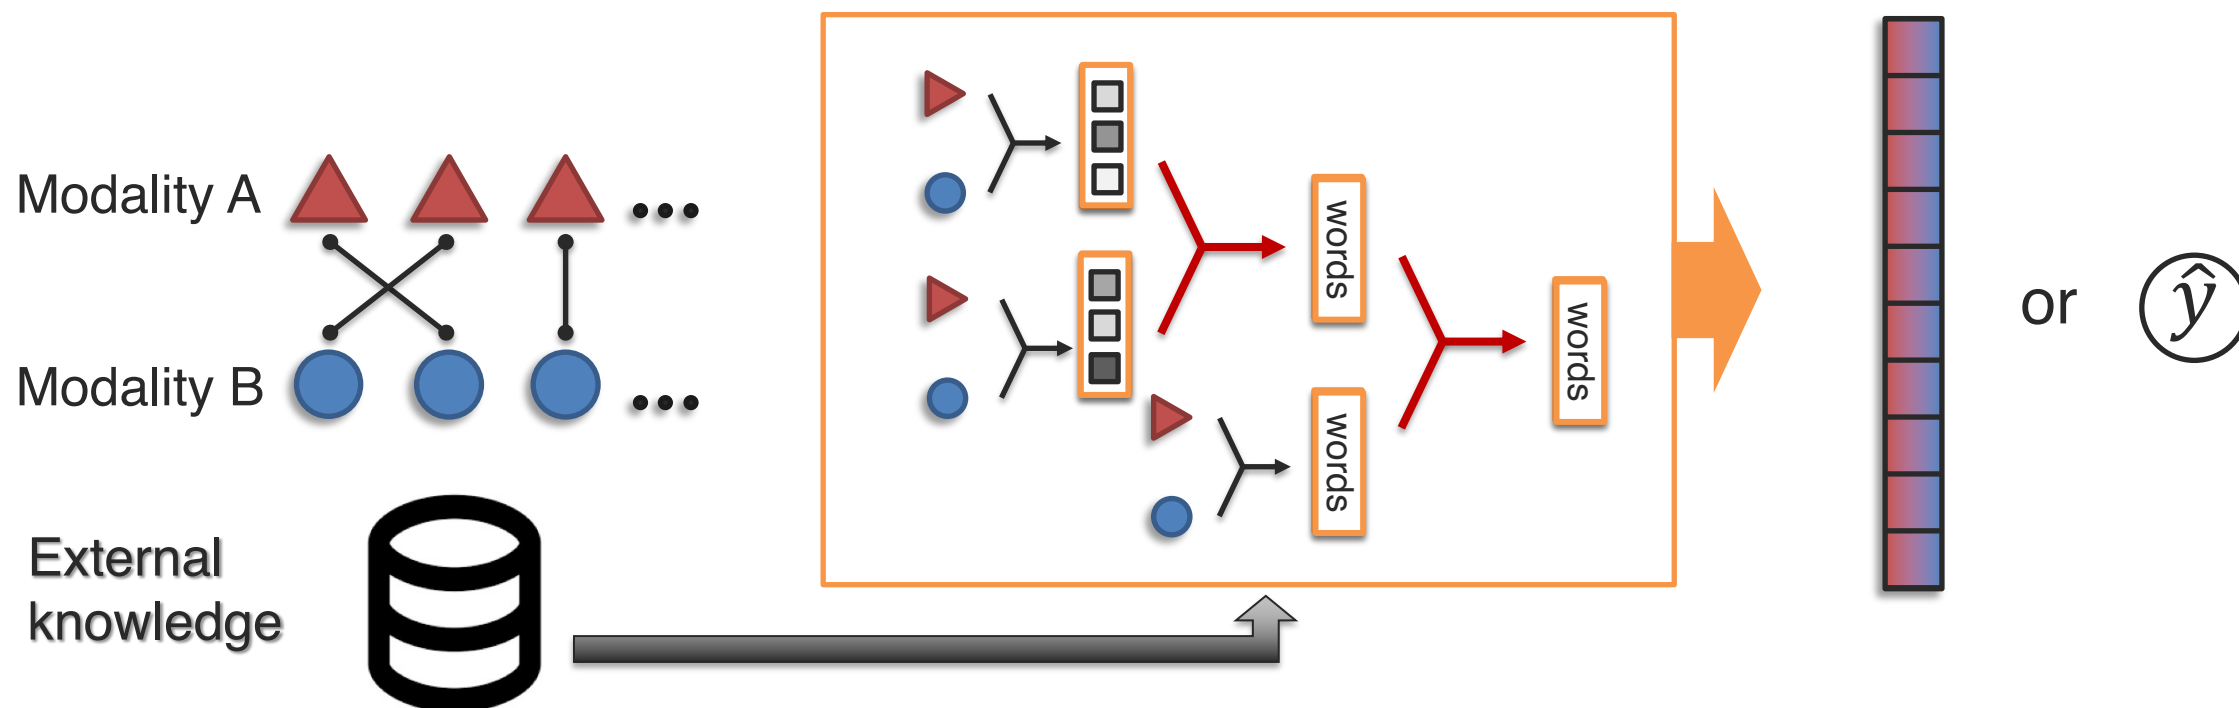 Modality A
Modality B
External
knowledge
words
words
words
or
ŷ